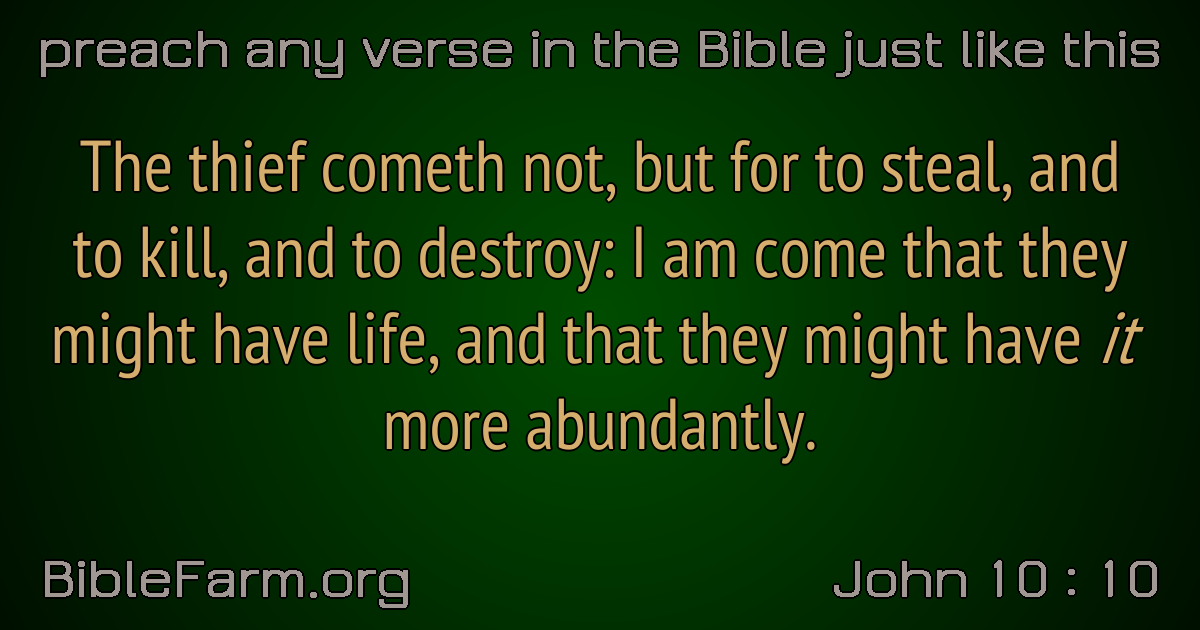 preach any verse in the Bible just like this
The thief cometh not, but for to steal, and
to kill, and to destroy: I am come that they
might have life, and that they might have it
more abundantly.
BibleFarm.org
John 10 : 10